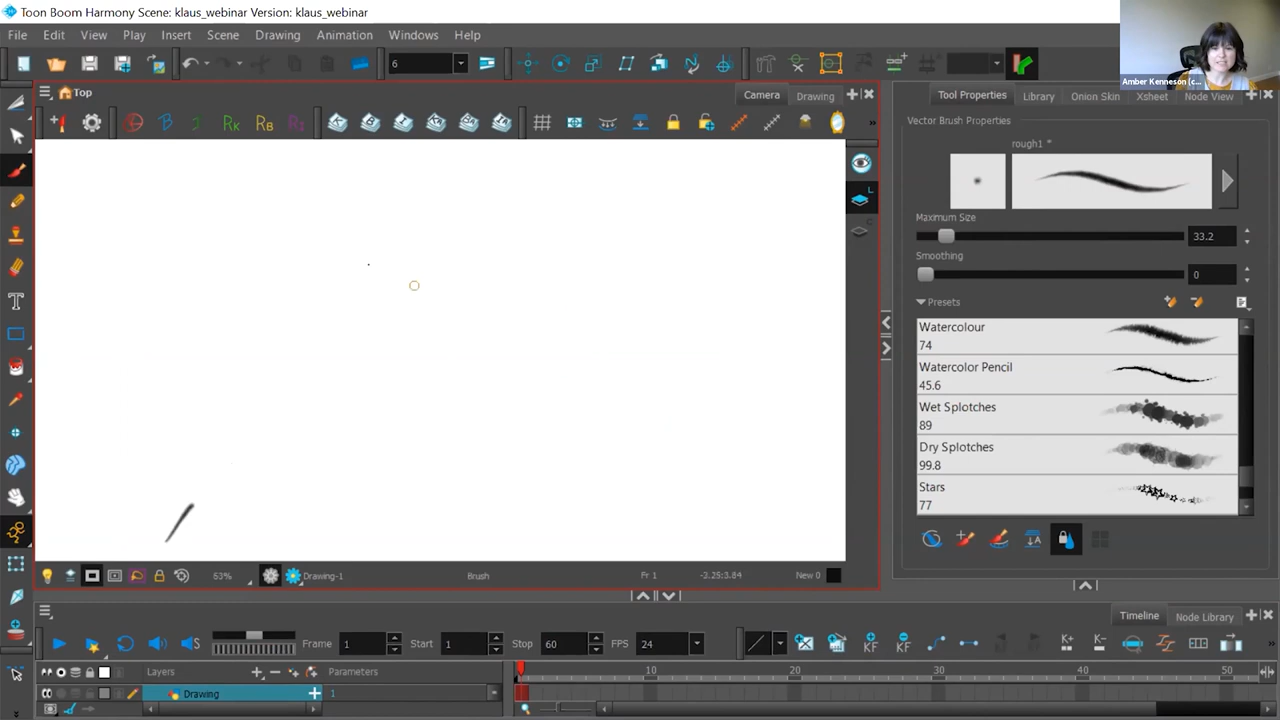 Toon Boom Harmony Scene: klaus_webinar Version: klaus_webinar
File Edit View Play Insert Scene Drawing Animation Windows Help
6
Amber Kenneson (c...
Top
Camera Drawing
Tool Properties Library Onion Skin Xsheet Node View
Vector Brush Properties
rough1 *
Maximum Size
33.2
Smoothing
0
Presets
Watercolour
74
Watercolor Pencil
45.6
Wet Splotches
89
Dry Splotches
99.8
Stars
77
53% Drawing-1 Brush Fr 1 -2.25:3.84 New 0
Timeline Node Library
Frame 1 Start 1 Stop 60 FPS 24
Layers Parameters 10 20 30 40 50
Drawing 1